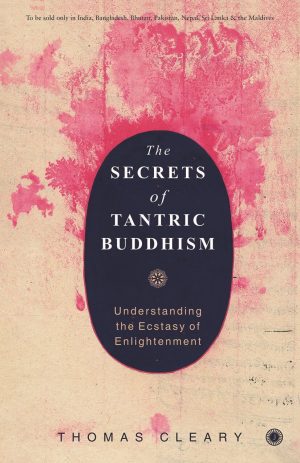 To be sold only in India, Bangladesh, Bhutan, Pakistan, Nepal, Sri Lanka & the Maldives
The
SECRETS
of
TANTRIC
BUDDHISM
Understanding
the Ecstasy of
Enlightenment
THOMAS CLEARY